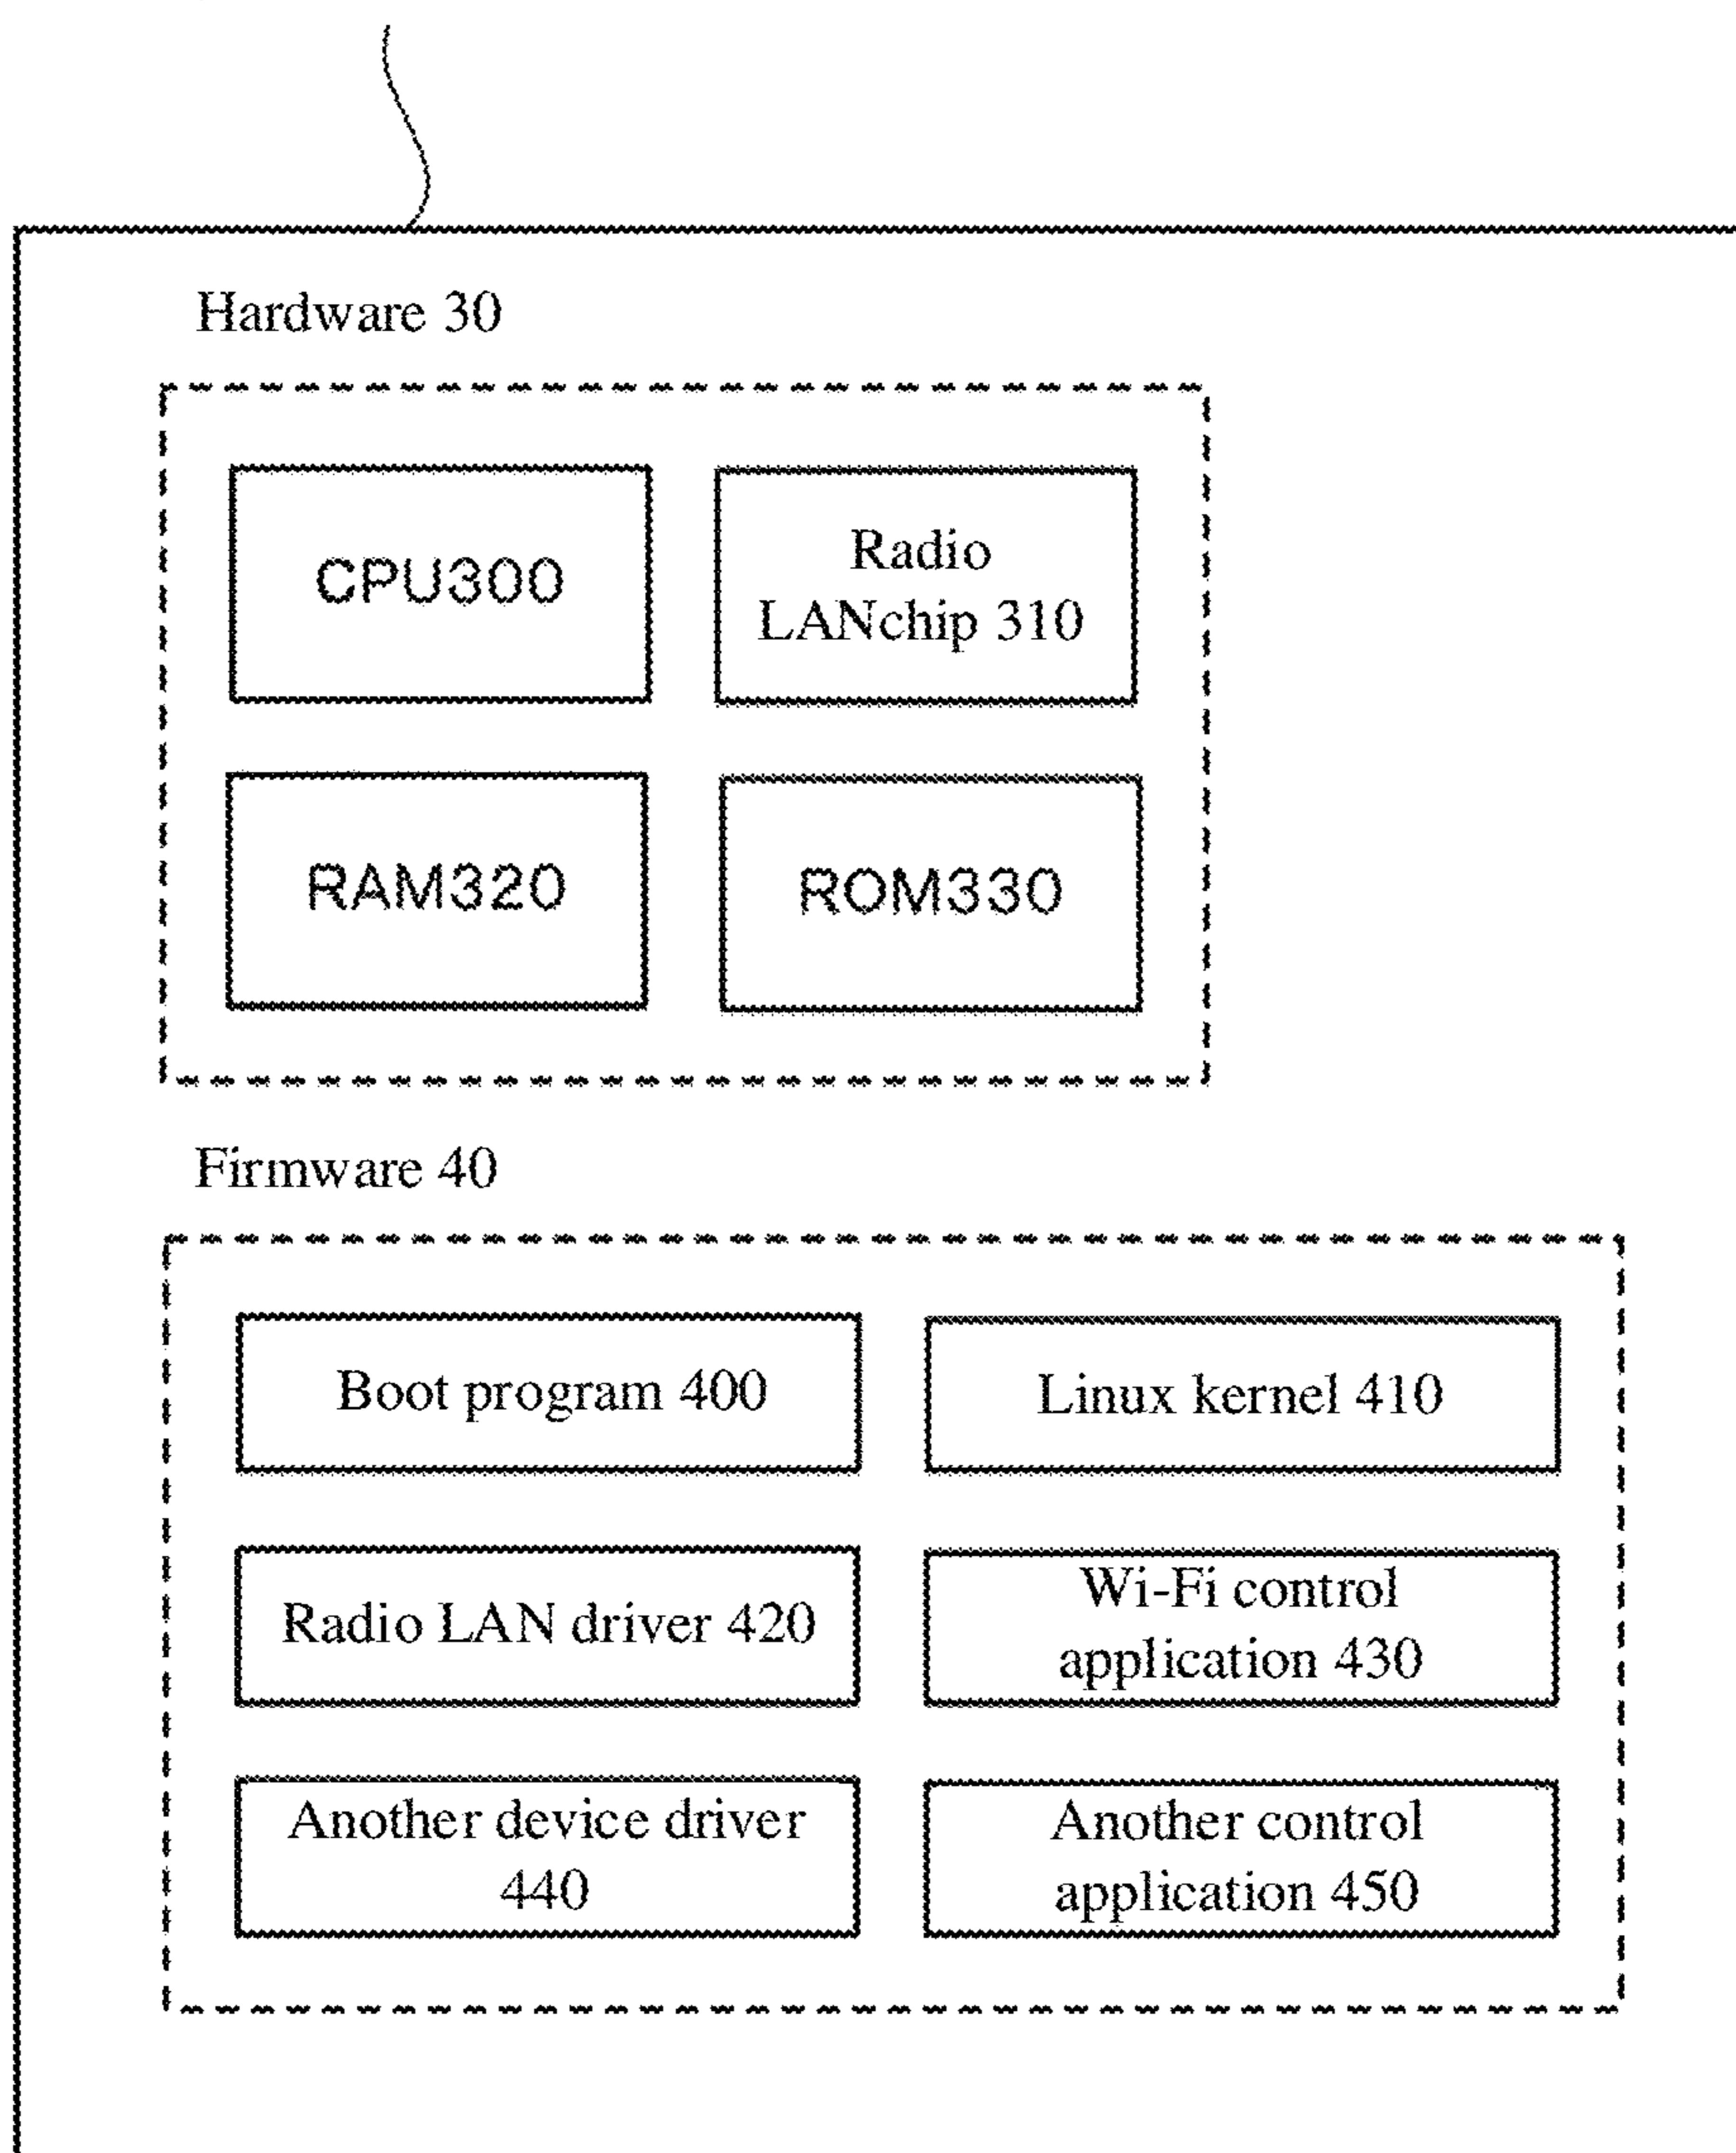 Hardware 30
CPU300
Radio
LANchip 310
RAM320
ROM330
Firmware 40
Boot program 400
Linux kernel 410
Radio LAN driver 420
Wi-Fi control
application 430
Another device driver
440
Another control
application 450